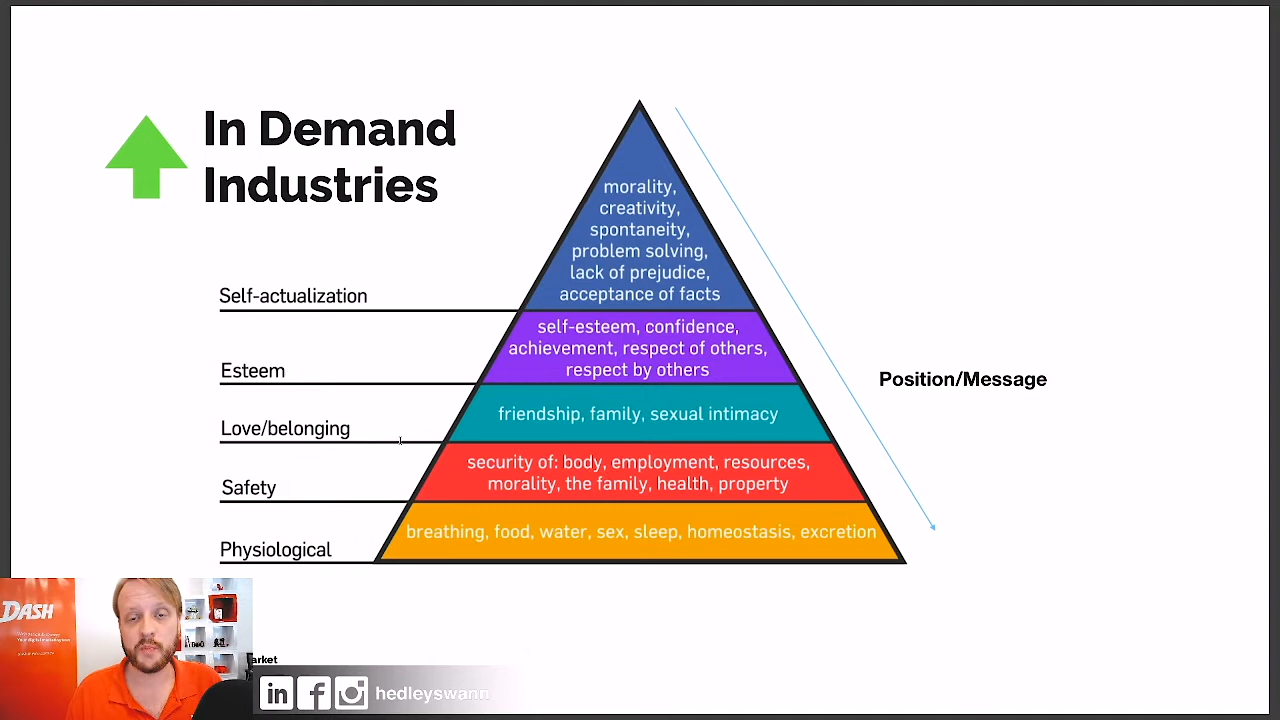 In Demand
Industries
morality,
creativity,
spontaneity,
problem solving,
lack of prejudice,
acceptance of facts
Self-actualization
self-esteem, confidence,
achievement, respect of others,
respect by others
Esteem
Position/Message
friendship, family, sexual intimacy
Love/belonging
security of: body, employment, resources,
morality, the family, health, property
Safety
breathing, food, water, sex, sleep, homeostasis, excretion
Physiological
DASH
arket
in
hedleyswann